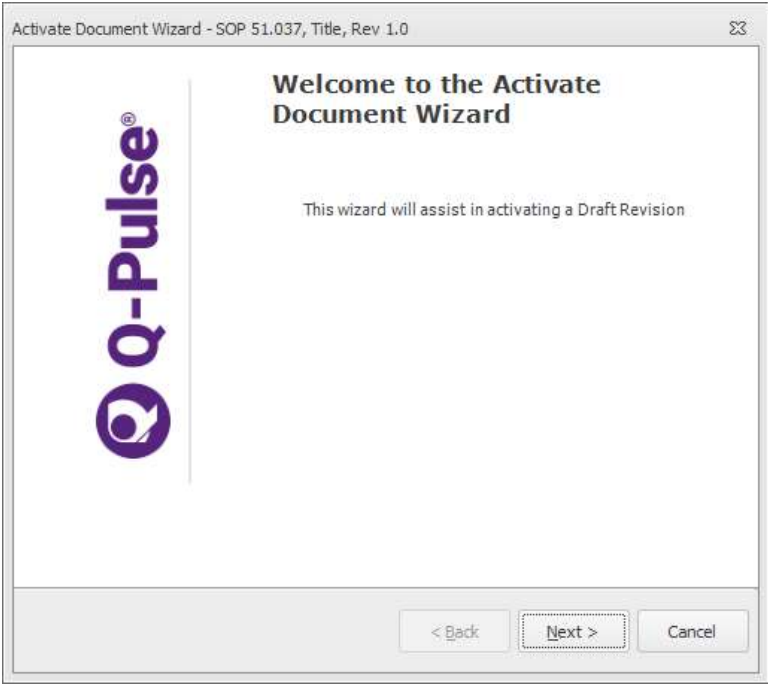 Activate Document Wizard - SOP 51.037, Title, Rev 1.0
Welcome to the Activate
Document Wizard
Q-Pulse®
This wizard will assist in activating a Draft Revision
< Back
Next >
Cancel